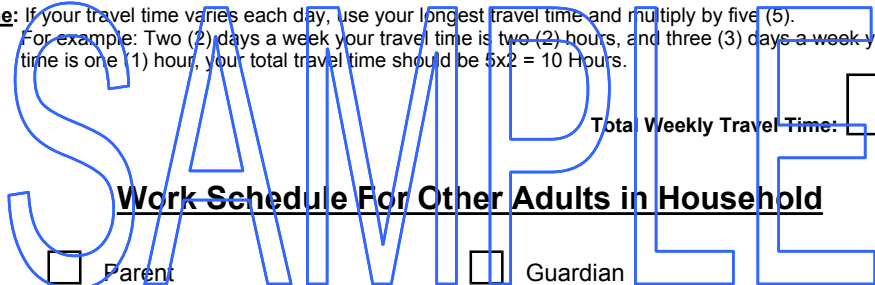 e: If your travel time varies each day, use your longest travel time and multiply by five (5).
For example: Two (2) days a week your travel time is two (2) hours, and three (3) days a week y
time is one (1) hour, your total travel time should be 5x2 = 10 Hours.
Total Weekly Travel Time:
Work Schedule For Other Adults in Household
Parent Guardian
SAMPLE